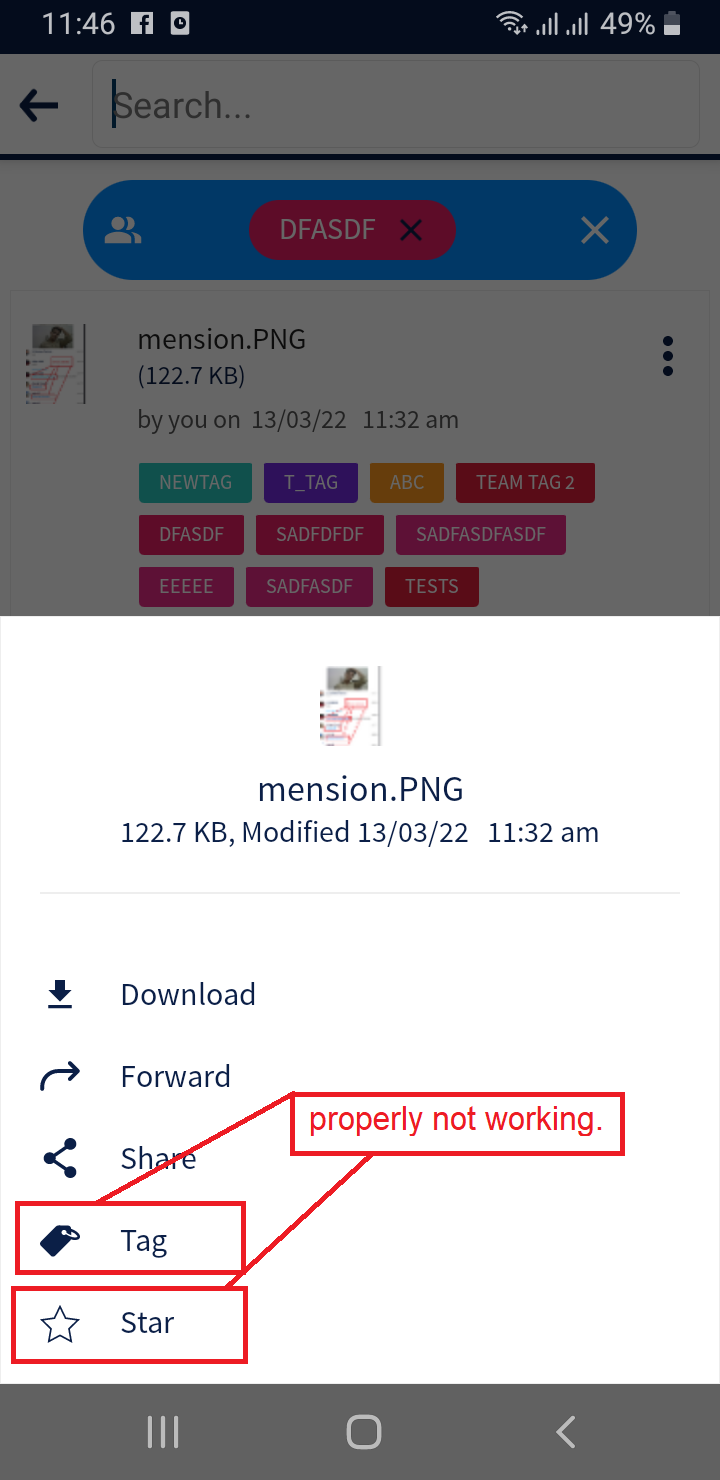 11:46 49%
Search...
DFASDF
mension.PNG
(122.7 KB)
by you on 13/03/22 11:32 am
NEWTAG T_TAG ABC TEAM TAG 2
DFASDF SADFDFDF SADFASDFASDF
EEEEE SADFASDF TESTS
mension.PNG
122.7 KB, Modified 13/03/22 11:32 am
Download
Forward
properly not working.
Share
Tag
Star